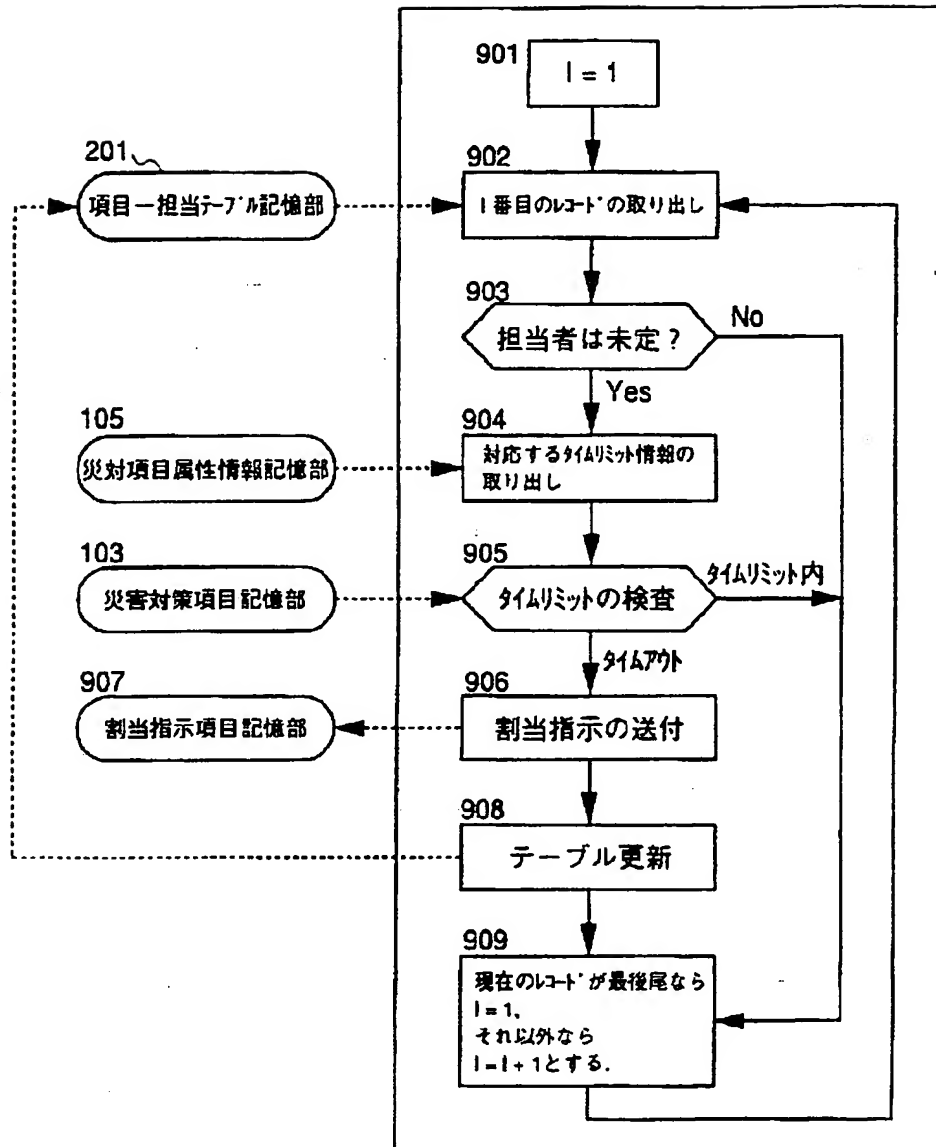 901
I = 1
201
項目ー担当テーブル記憶部
902
I番目のレコードの取り出し
903
担当者は未定?
No
Yes
105
災対項目属性情報記憶部
904
対応するタイムリミット情報の
取り出し
103
災害対策項目記憶部
905
タイムリミットの検査
タイムリミット内
タイムアウト
907
割当指示項目記憶部
906
割当指示の送付
908
テーブル更新
909
現在のレコードが最後尾なら
I=1,
それ以外なら
I=I+1とする.